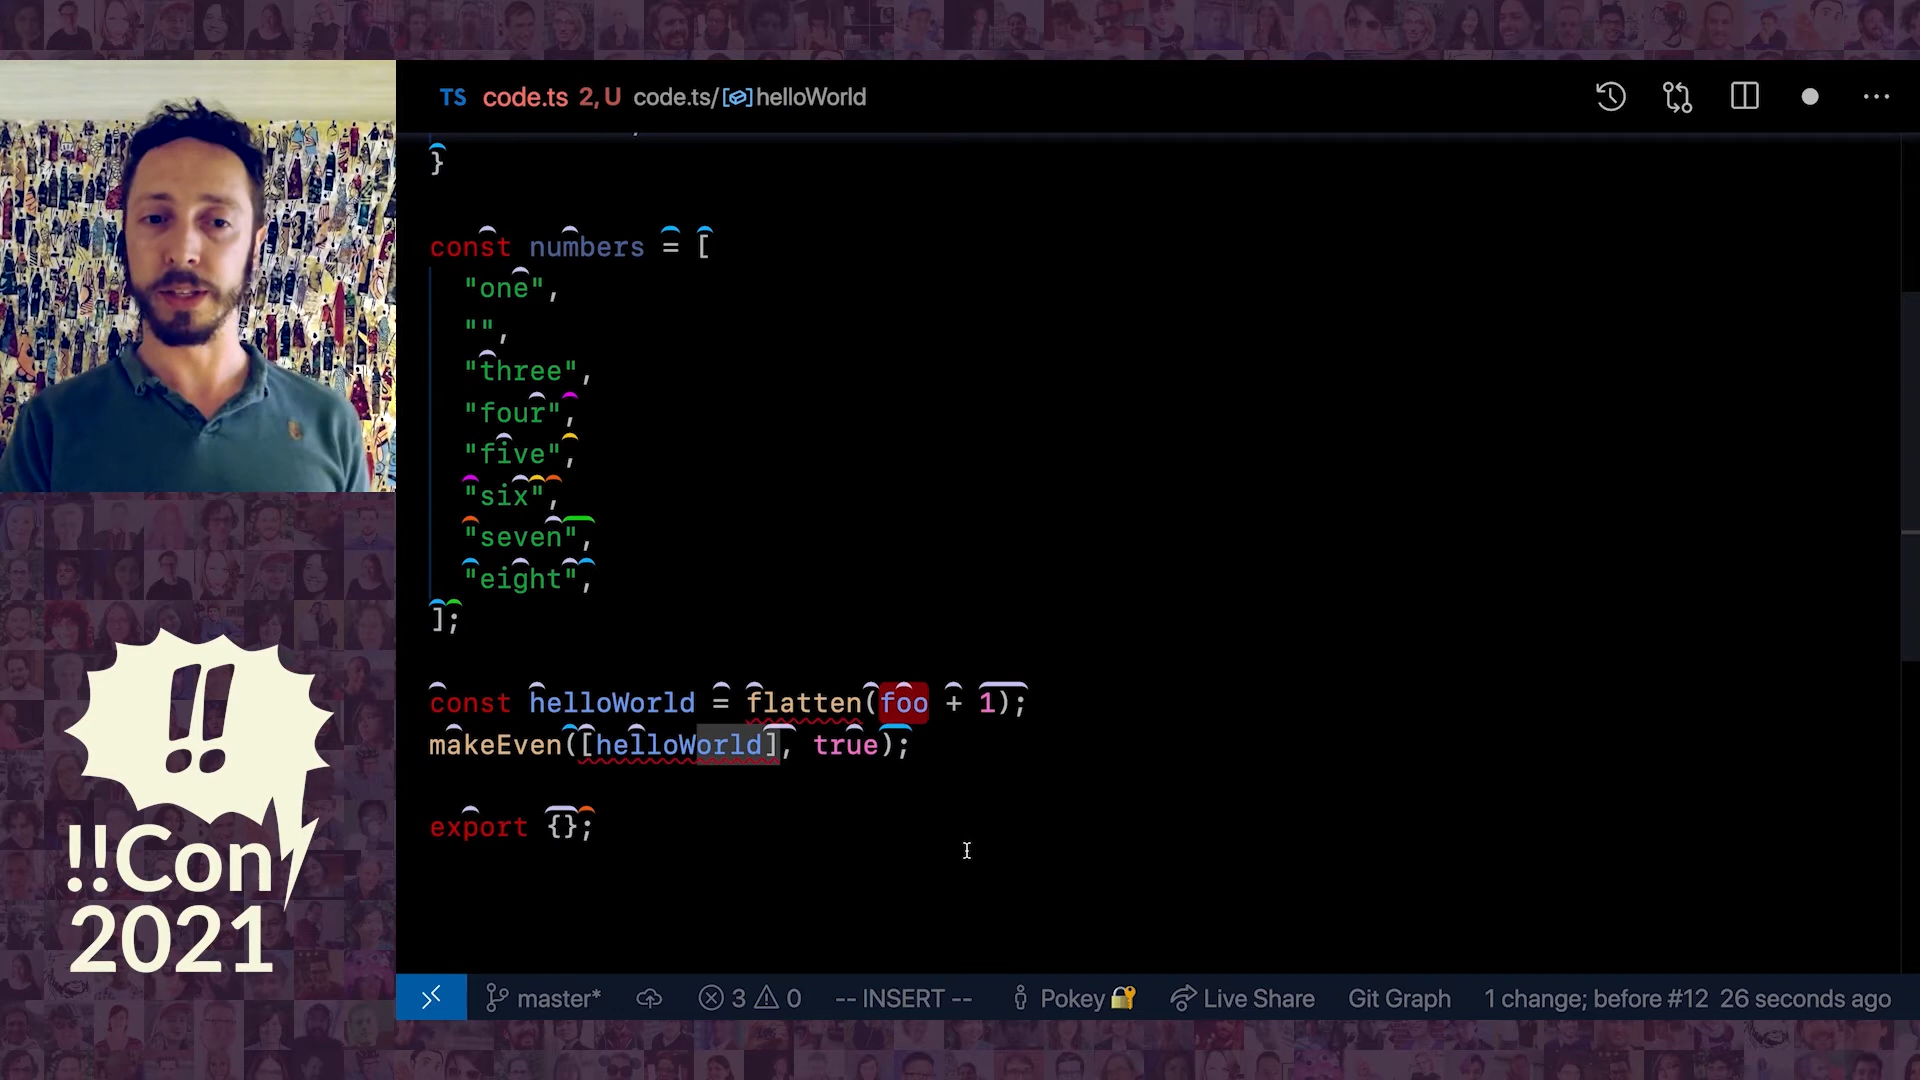 TS code.ts 2, U code.ts/helloWorld
}
const numbers = [
"one",
"",
"three",
"four",
"five",
"six",
"seven",
"eight",
];
const helloWorld = flatten(foo + 1);
makeEven([helloWorld], true);
export {};
master* 3 0 -- INSERT -- Pokey Live Share Git Graph 1 change; before #12 26 seconds ago
!!
!!Con
2021